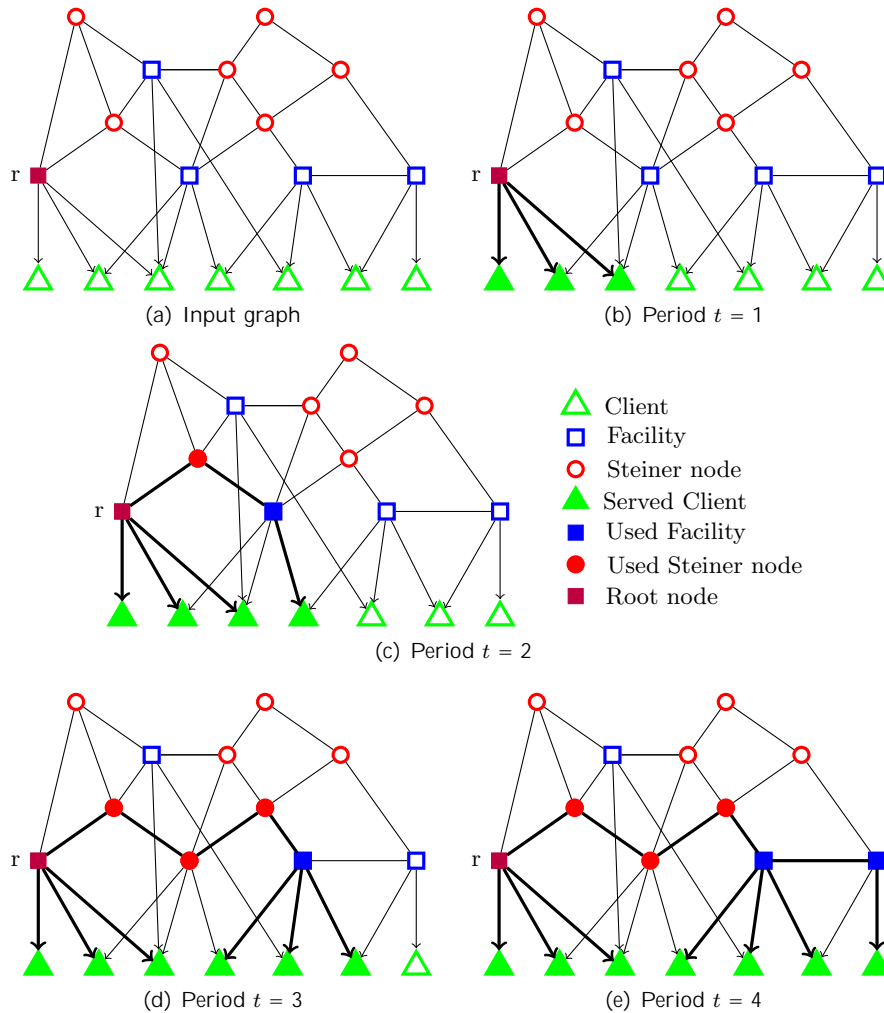 r
r
(a) Input graph
(b) Period t = 1
r
Client
Facility
Steiner node
Served Client
Used Facility
Used Steiner node
Root node
(c) Period t = 2
r
r
(d) Period t = 3
(e) Period t = 4